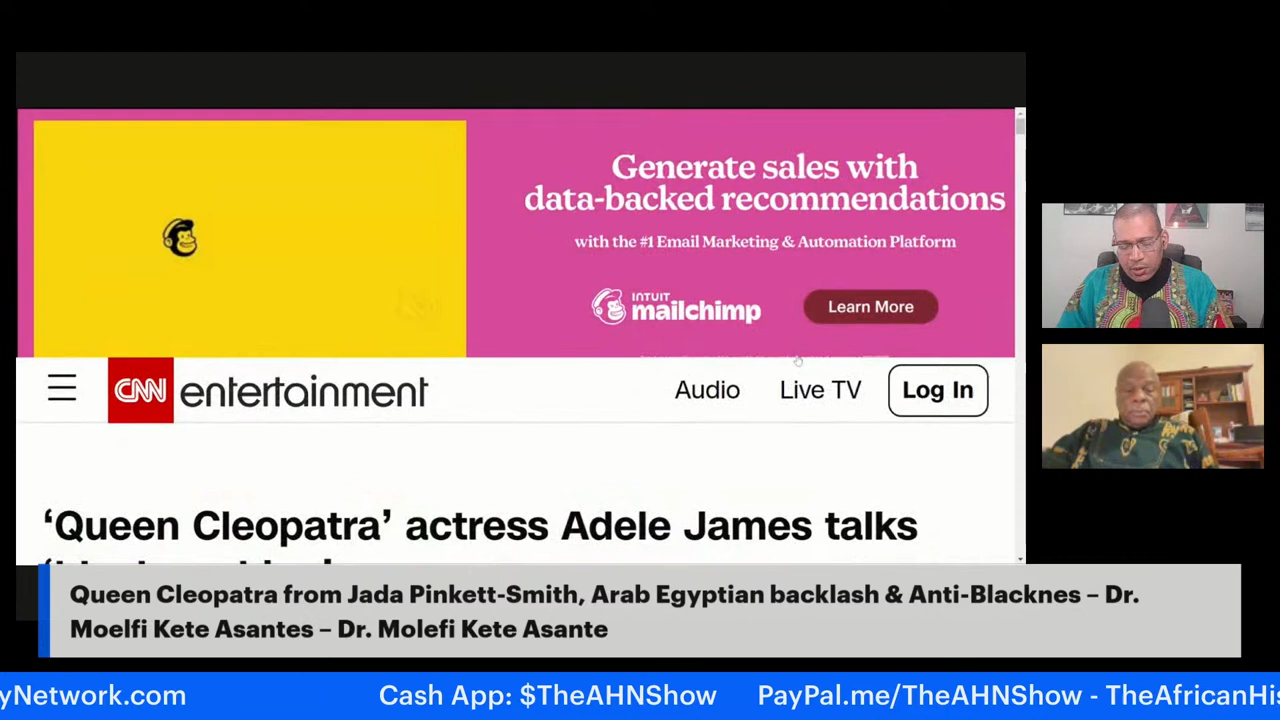 Generate sales with
data-backed recommendations
with the #1 Email Marketing & Automation Platform
INTUIT
mailchimp
Learn More
CNN entertainment
Audio
Live TV
Log In
‘Queen Cleopatra’ actress Adele James talks
Queen Cleopatra from Jada Pinkett-Smith, Arab Egyptian backlash & Anti-Blacknes – Dr.
Moelfi Kete Asantes – Dr. Molefi Kete Asante
yNetwork.com Cash App: $TheAHNShow PayPal.me/TheAHNShow - TheAfricanHis